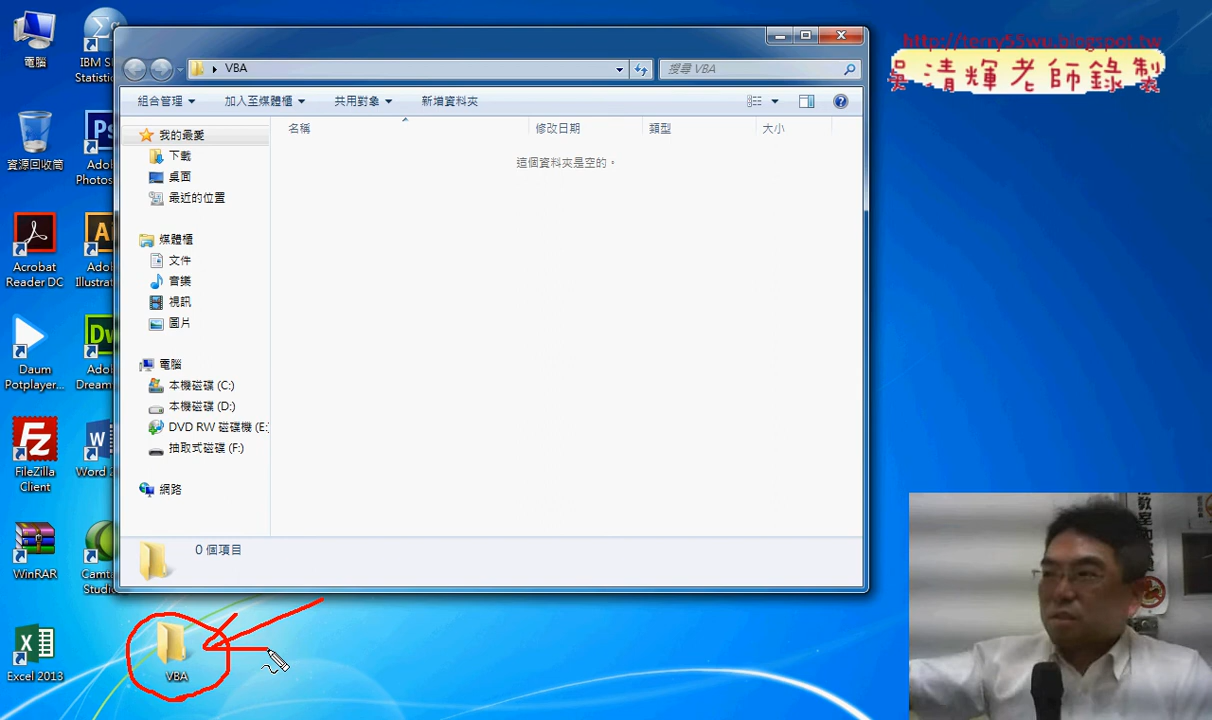 http://terry55wu.blogspot.tw
吳清輝老師錄製
電腦
IBM S
Statistic
資源回收筒
Ado
Photos
Acrobat
Reader DC
Ado
Illustrat
Daum
Potplayer...
Ado
Dream
FileZilla
Client
Word
WinRAR
Camt
Studi
Excel 2013
VBA
VBA
搜尋 VBA
組合管理
加入至媒體櫃
共用對象
新增資料夾
名稱
修改日期
類型
大小
這個資料夾是空的。
我的最愛
下載
桌面
最近的位置
媒體櫃
文件
音樂
視訊
圖片
電腦
本機磁碟 (C:)
本機磁碟 (D:)
DVD RW 磁碟機 (E:
抽取式磁碟 (F:)
網路
0 個項目